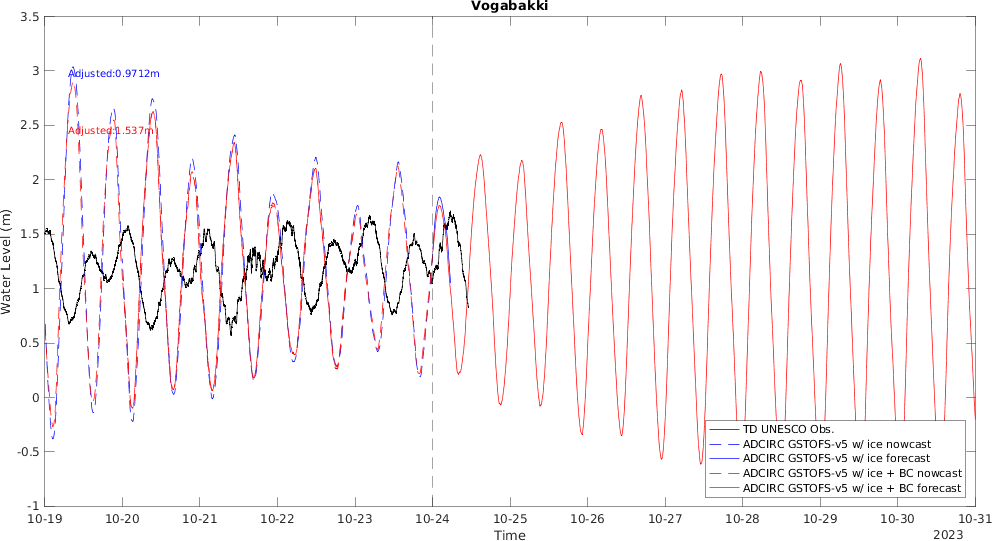 Vogabakki
3.5
3
2.5
2
1.5
1
0.5
0
-0.5
-1
Water Level (m)
Adjusted:0.9712m
Adjusted:1.537m
TD UNESCO Obs.
ADCIRC GSTOFS-v5 w/ ice nowcast
ADCIRC GSTOFS-v5 w/ ice forecast
ADCIRC GSTOFS-v5 w/ ice + BC nowcast
ADCIRC GSTOFS-v5 w/ ice + BC forecast
10-19 10-20 10-21 10-22 10-23 10-24 10-25 10-26 10-27 10-28 10-29 10-30 10-31
Time
2023